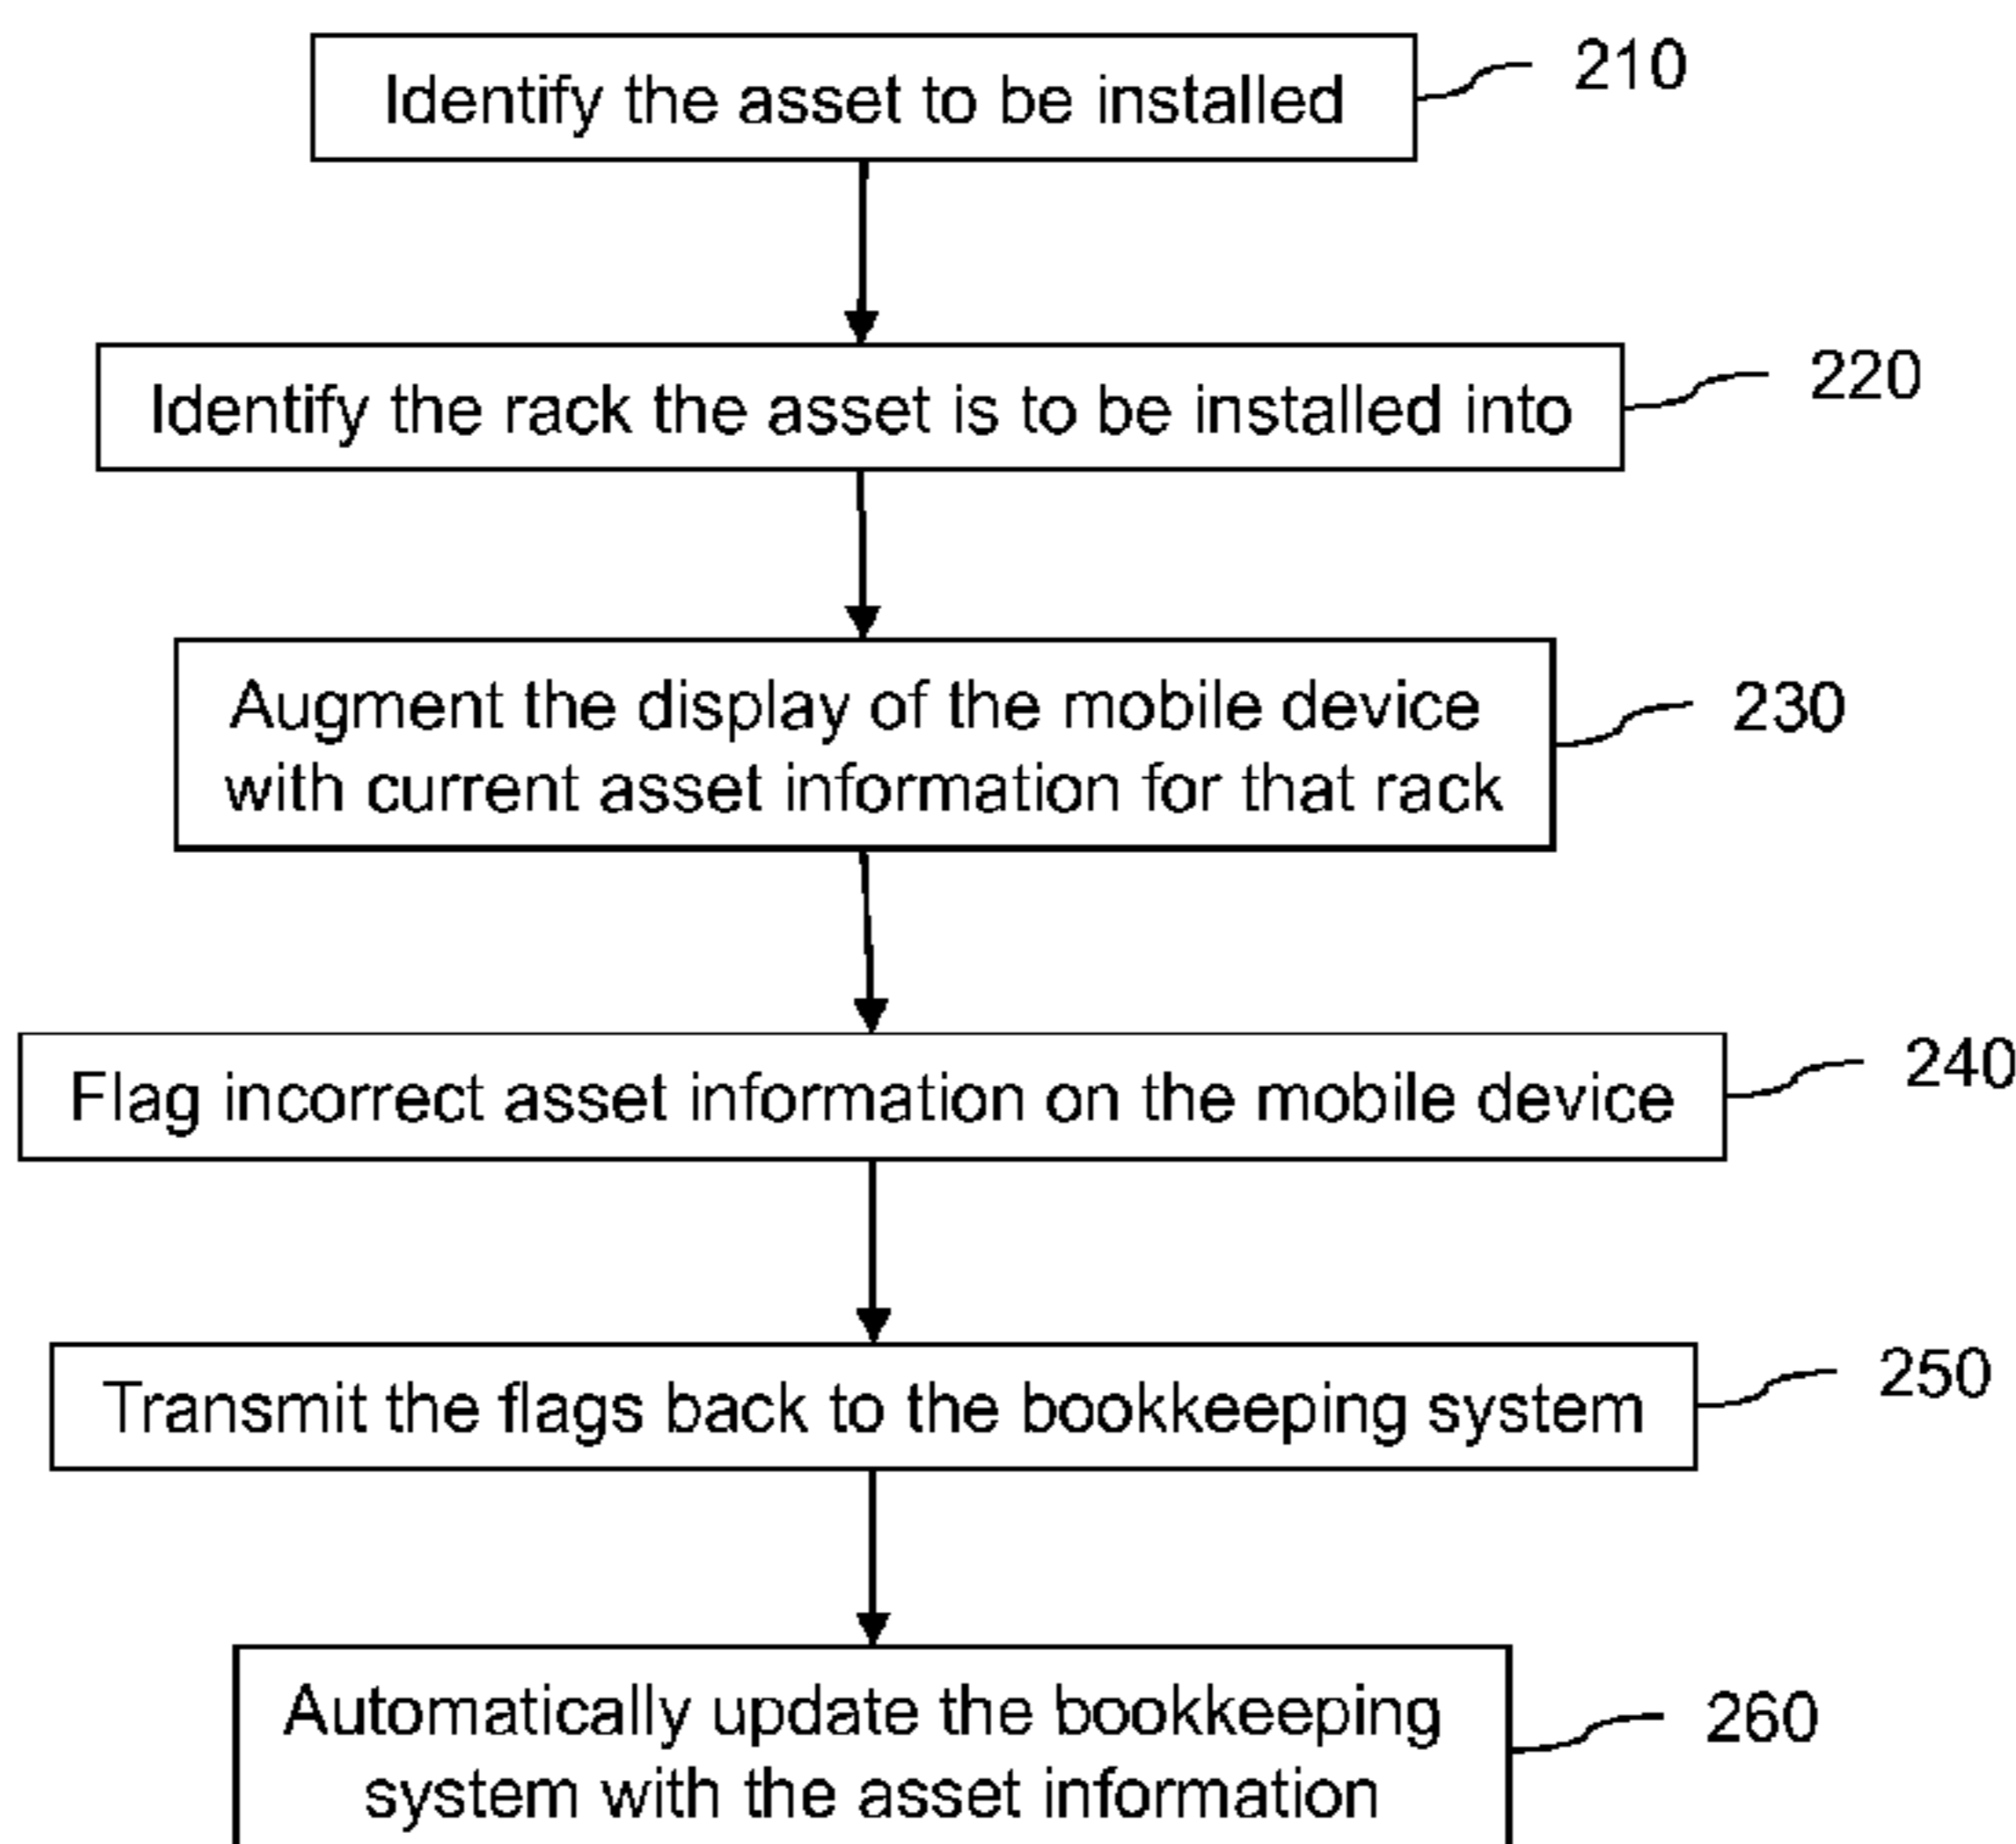 Identify the asset to be installed
210
Identify the rack the asset is to be installed into
220
Augment the display of the mobile device
with current asset information for that rack
230
Flag incorrect asset information on the mobile device
240
Transmit the flags back to the bookkeeping system
250
Automatically update the bookkeeping
system with the asset information
260